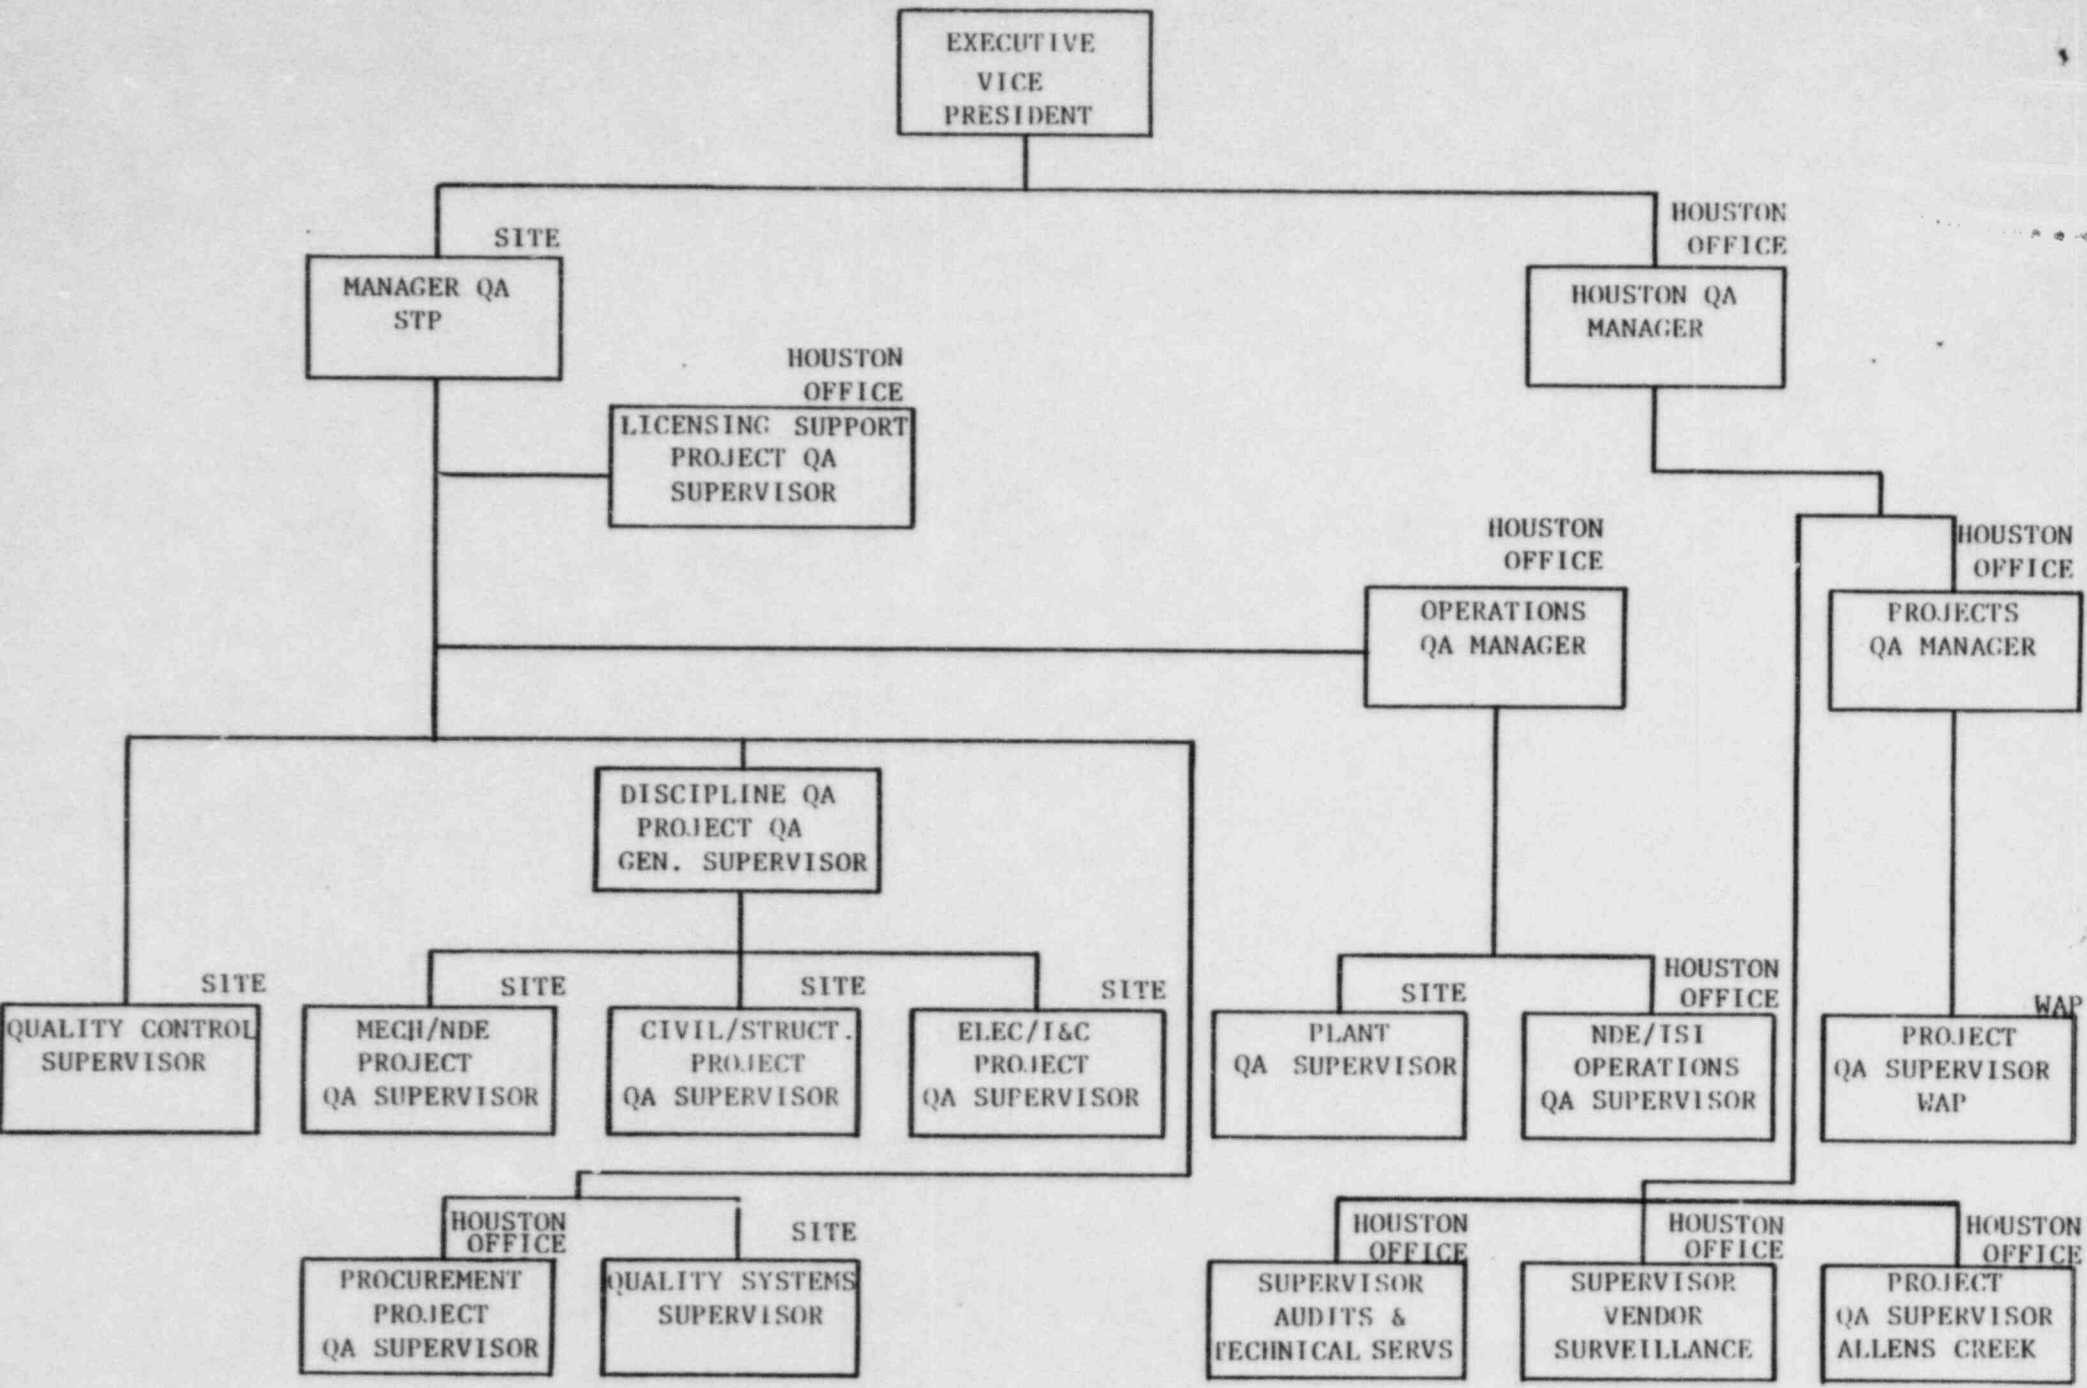 EXECUTIVE
VICE
PRESIDENT
SITE
MANAGER QA
STP
HOUSTON
OFFICE
HOUSTON QA
MANAGER
HOUSTON
OFFICE
LICENSING SUPPORT
PROJECT QA
SUPERVISOR
HOUSTON
OFFICE
OPERATIONS
QA MANAGER
HOUSTON
OFFICE
PROJECTS
QA MANAGER
DISCIPLINE QA
PROJECT QA
GEN. SUPERVISOR
SITE
QUALITY CONTROL
SUPERVISOR
SITE
MECH/NDE
PROJECT
QA SUPERVISOR
SITE
CIVIL/STRUCT.
PROJECT
QA SUPERVISOR
SITE
ELEC/I&C
PROJECT
QA SUPERVISOR
SITE
PLANT
QA SUPERVISOR
HOUSTON
OFFICE
NDE/ISI
OPERATIONS
QA SUPERVISOR
WAP
PROJECT
QA SUPERVISOR
WAP
HOUSTON
OFFICE
PROCUREMENT
PROJECT
QA SUPERVISOR
SITE
QUALITY SYSTEMS
SUPERVISOR
HOUSTON
OFFICE
SUPERVISOR
AUDITS &
TECHNICAL SERVS
HOUSTON
OFFICE
SUPERVISOR
VENDOR
SURVEILLANCE
HOUSTON
OFFICE
PROJECT
QA SUPERVISOR
ALLENS CREEK